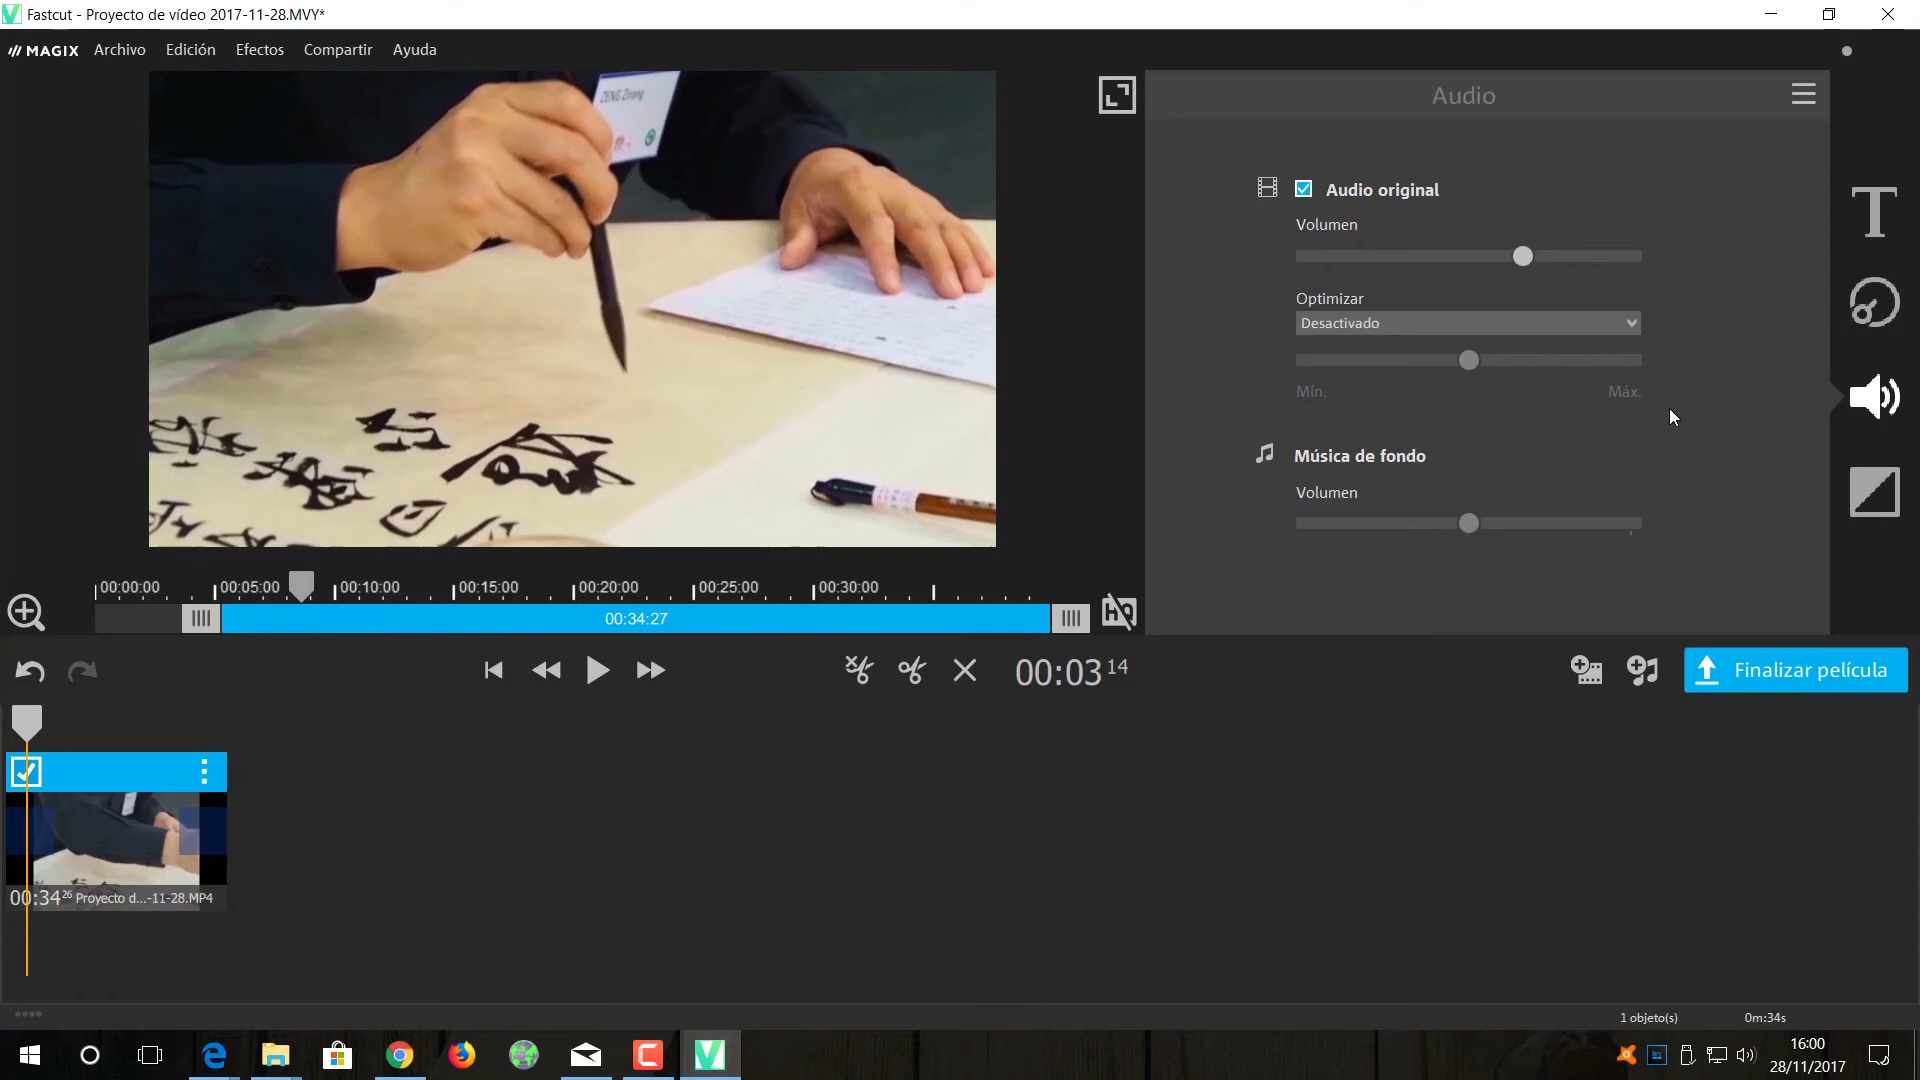 Fastcut - Proyecto de vídeo 2017-11-28.MVY*
MAGIX Archivo Edición Efectos Compartir Ayuda
ZENG
Audio
Audio original
Volumen
Optimizar
Desactivado
Mín. Máx.
Música de fondo
Volumen
00:00:00 00:05:00 00:10:00 00:15:00 00:20:00 00:25:00 00:30:00
00:34:27
HQ
00:03 14
Finalizar película
00:34 26 Proyecto d...-11-28.MP4
1 objeto(s) 0m:34s
16:00
28/11/2017